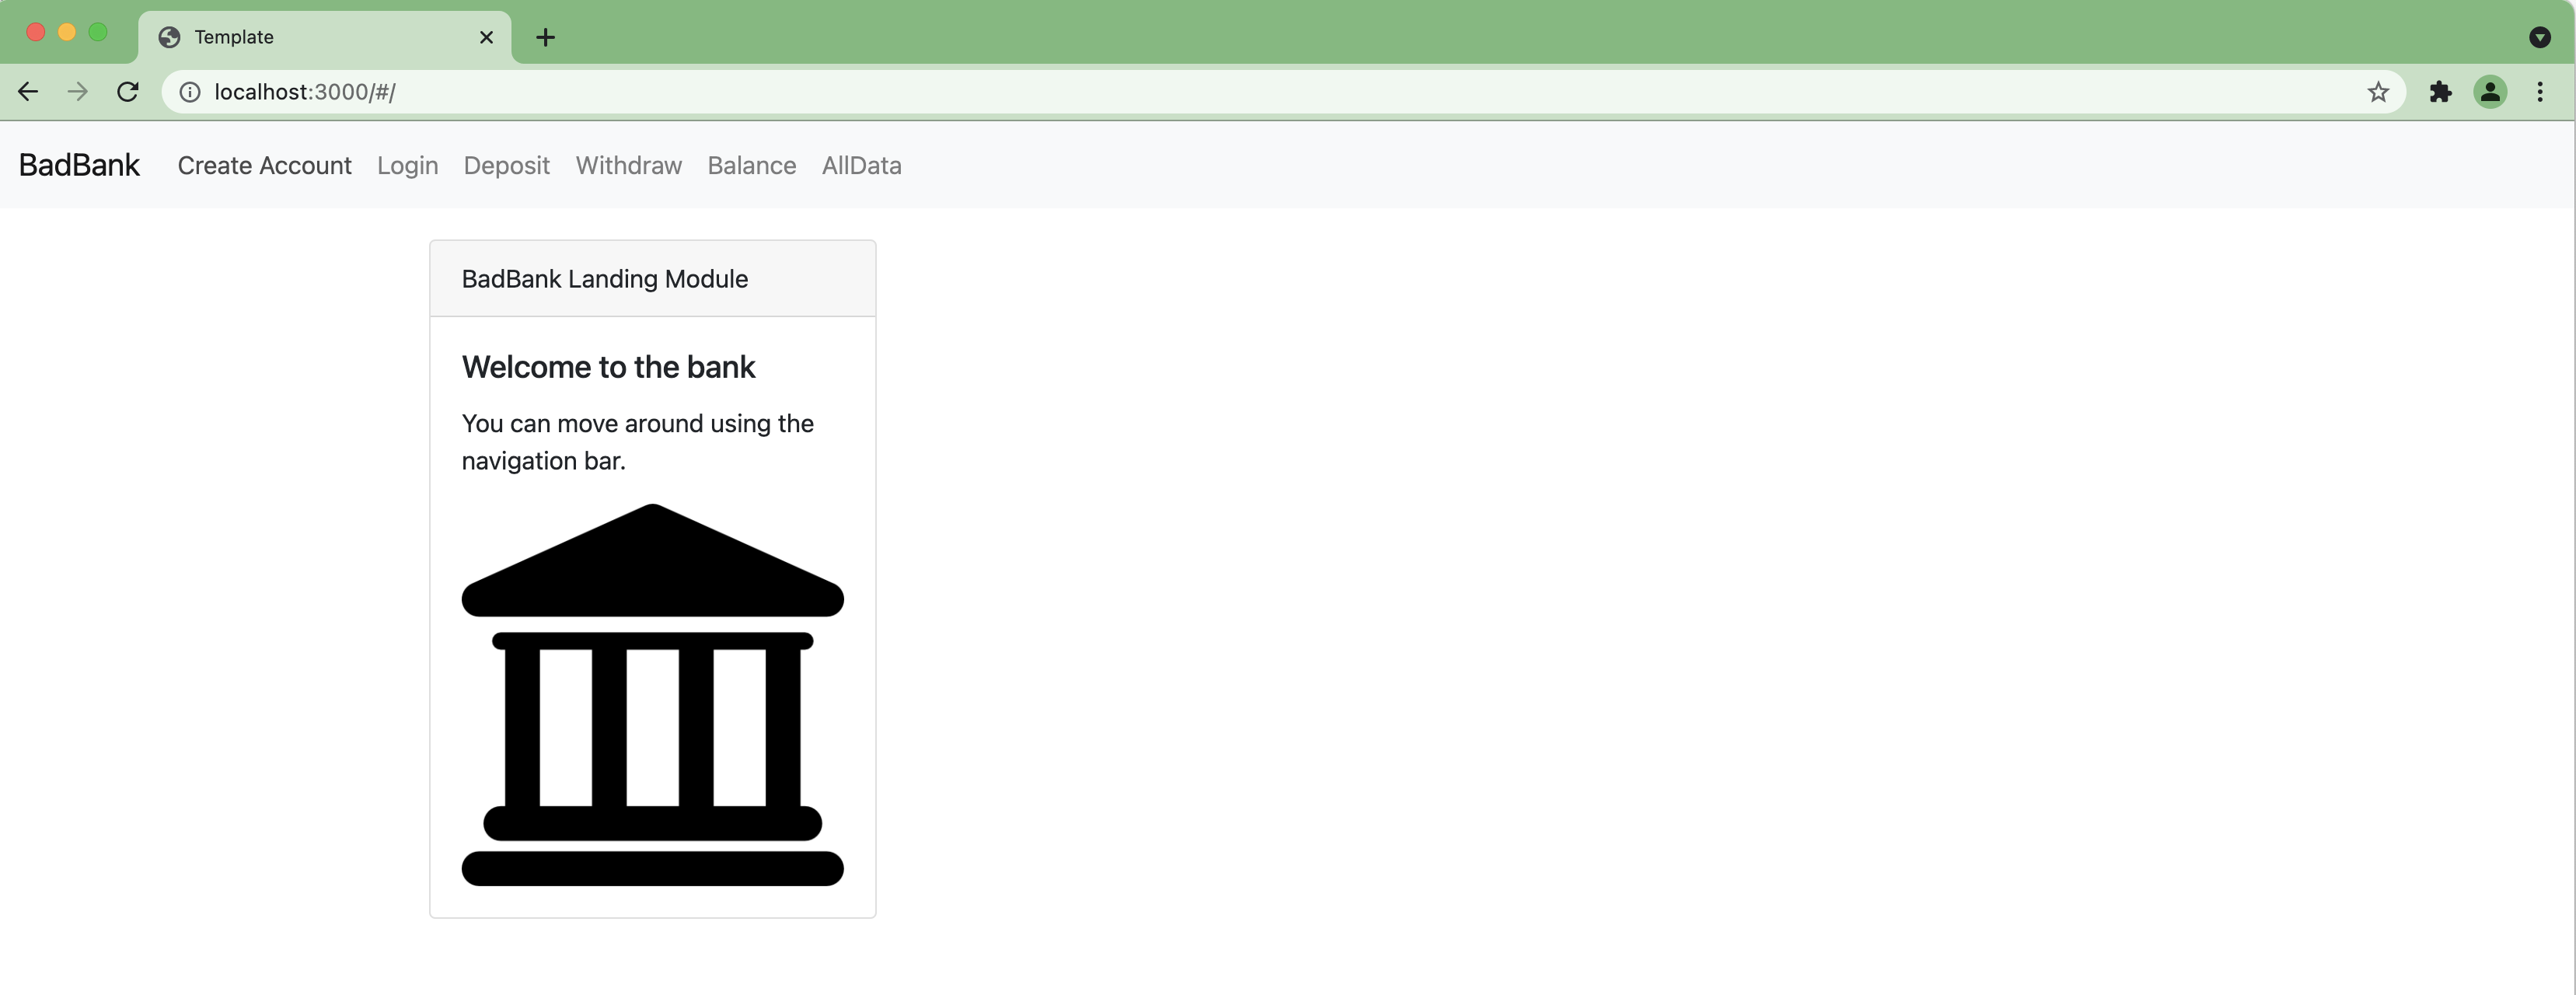 Template
localhost:3000/#/
BadBank Create Account Login Deposit Withdraw Balance AllData
BadBank Landing Module
Welcome to the bank
You can move around using the
navigation bar.